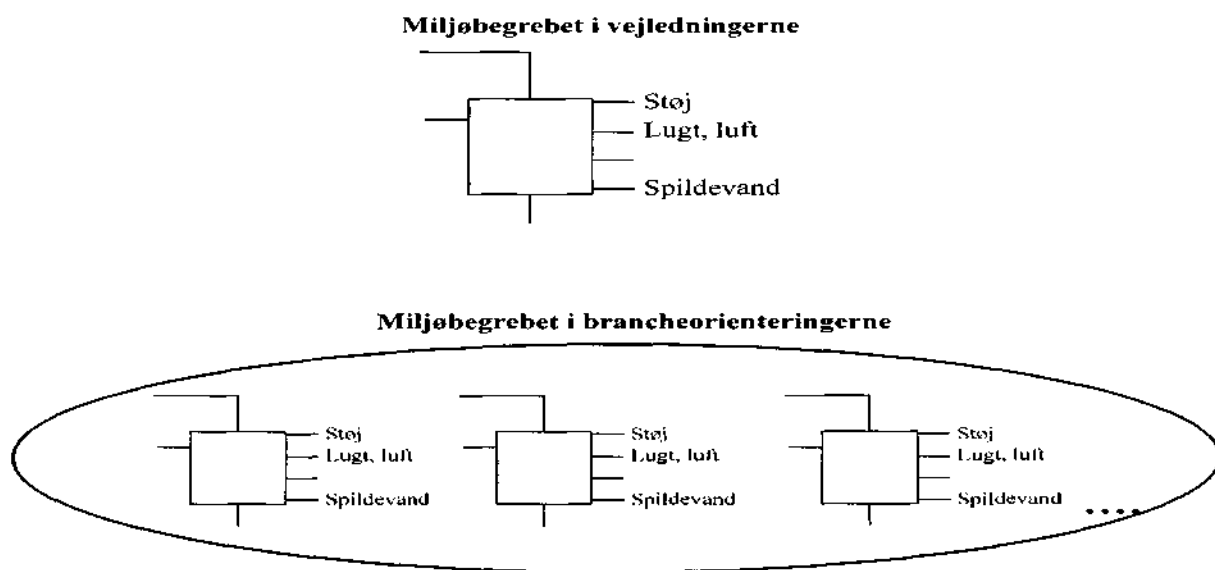 Miljøbegrebet i vejledningerne
Støj
Lugt, luft
Spildevand
Miljøbegrebet i brancheorienteringerne
Støj
Lugt, luft
Spildevand
Støj
Lugt, luft
Spildevand
Støj
Lugt, luft
Spildevand
....